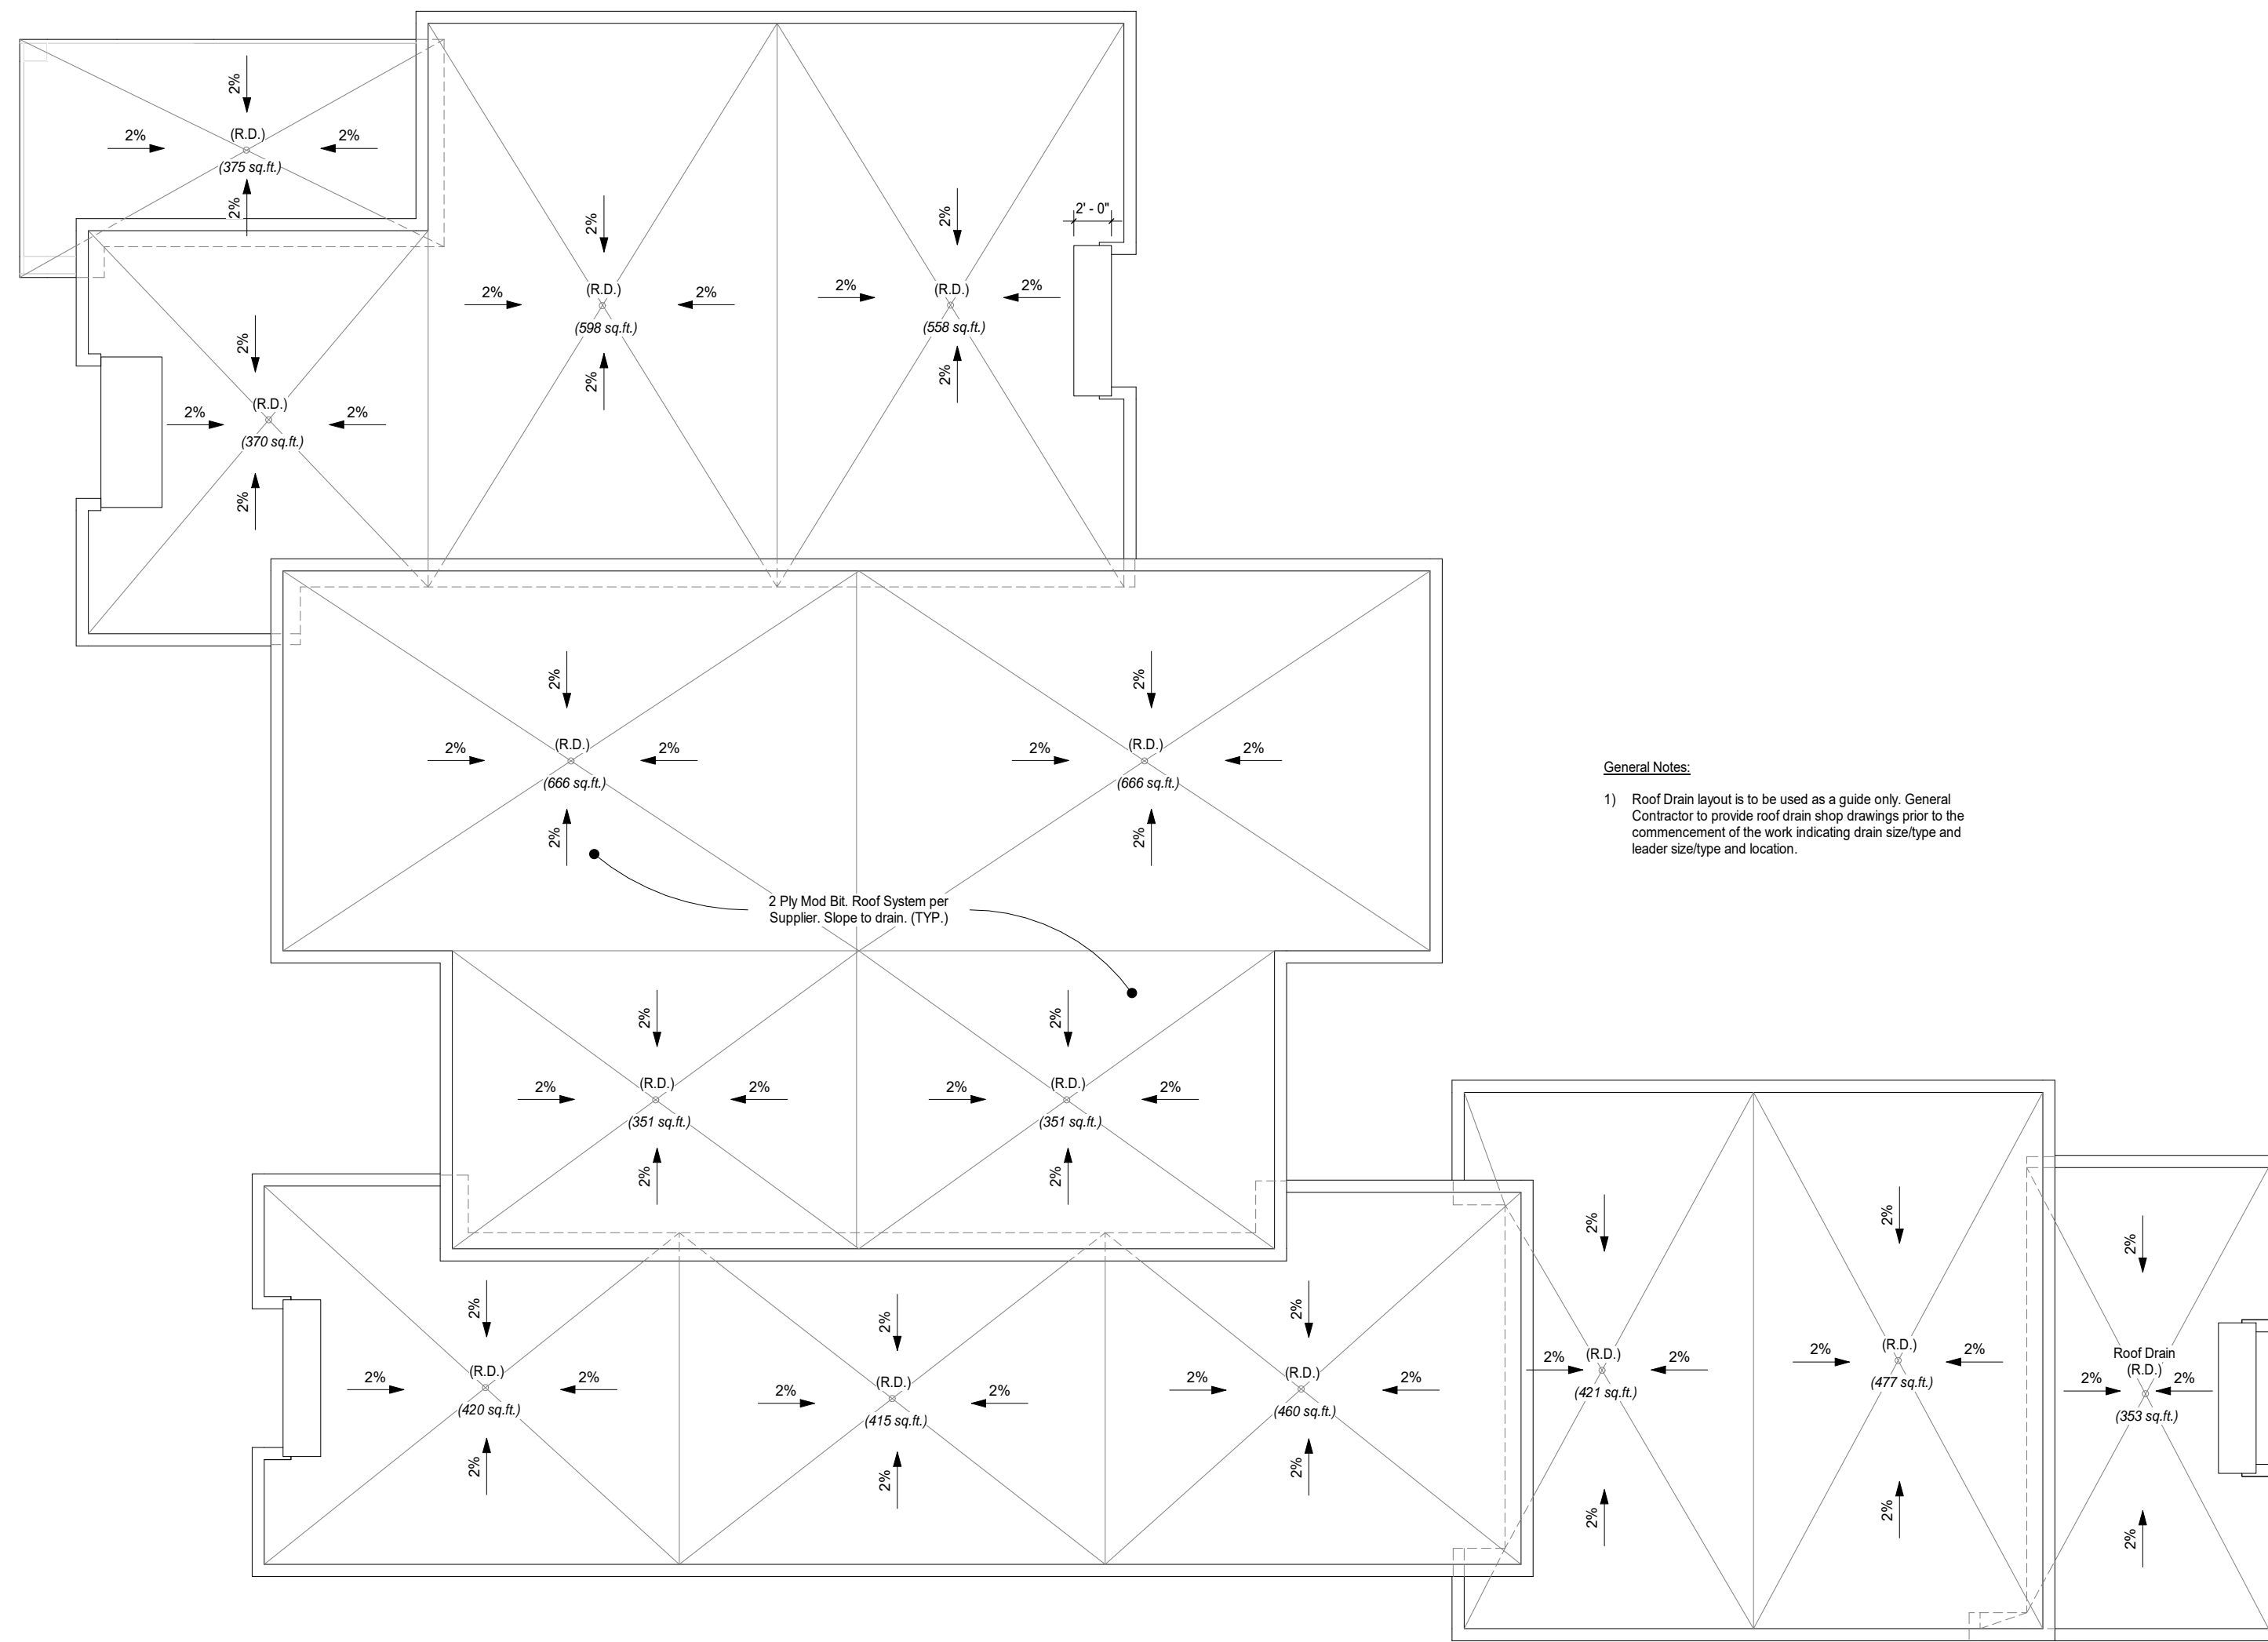 2%
(R.D.)
2%
2%
(375 sq.ft.)
2%
2%
2%
2' - 0"
(R.D.)
2%
2%
(598 sq.ft.)
2%
(R.D.)
2%
2%
(558 sq.ft.)
2%
2%
(R.D.)
2%
2%
(370 sq.ft.)
2%
2%
2%
(R.D.)
2%
2%
(666 sq.ft.)
2%
(R.D.)
2%
2%
(666 sq.ft.)
2%
General Notes:
1) Roof Drain layout is to be used as a guide only. General
Contractor to provide roof drain shop drawings prior to the
commencement of the work indicating drain size/type and
leader size/type and location.
2 Ply Mod Bit. Roof System per
Supplier. Slope to drain. (TYP.)
2%
2%
(R.D.)
2%
2%
(351 sq.ft.)
2%
(R.D.)
2%
2%
(351 sq.ft.)
2%
2%
(R.D.)
2%
2%
(420 sq.ft.)
2%
2%
(R.D.)
2%
2%
(415 sq.ft.)
2%
2%
(R.D.)
2%
2%
(460 sq.ft.)
2%
2%
(R.D.)
2%
2%
(421 sq.ft.)
2%
2%
(R.D.)
2%
2%
(477 sq.ft.)
2%
2%
Roof Drain
(R.D.)
2%
2%
(353 sq.ft.)
2%